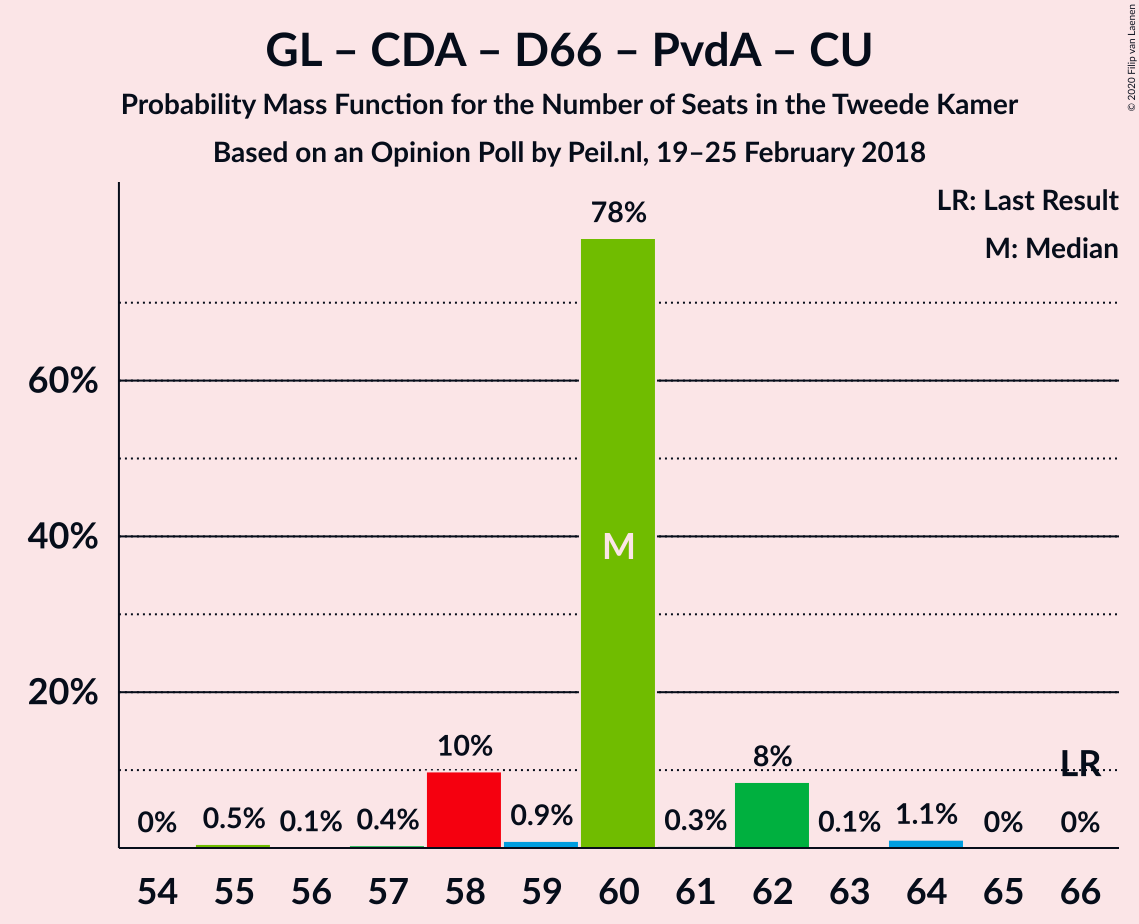 GL – CDA – D66 – PvdA – CU
Probability Mass Function for the Number of Seats in the Tweede Kamer
Based on an Opinion Poll by Peil.nl, 19–25 February 2018
© 2020 Filip van Laenen
LR: Last Result
M: Median
60%
40%
20%
0%
0.5%
0.1%
0.4%
10%
0.9%
78%
M
0.3%
8%
0.1%
1.1%
0%
LR
0%
54 55 56 57 58 59 60 61 62 63 64 65 66